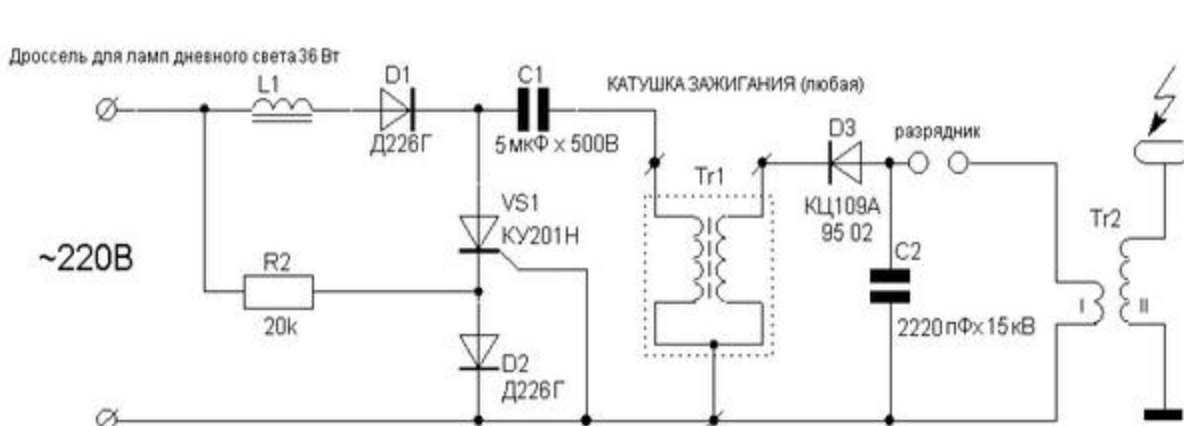 Дроссель для ламп дневного света 36 Вт
L1
D1
Д226Г
C1
5 мкФ x 500В
КАТУШКА ЗАЖИГАНИЯ (любая)
D3
разрядник
КЦ109А
95 02
Tr1
VS1
КУ201Н
~220В
R2
20k
D2
Д226Г
C2
2220 пФx 15 кВ
Tr2
I
II